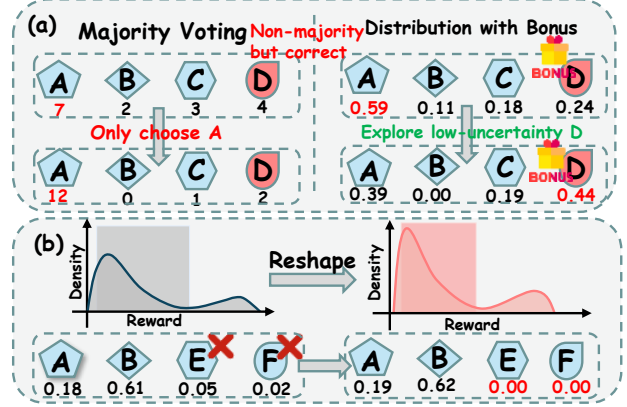 (a) Majority Voting Non-majority but correct Distribution with Bonus
A B C D A B C BONUS D
7 2 3 4 0.59 0.11 0.18 0.24
Only choose A Explore low-uncertainty D
A B C D A B C BONUS D
12 0 1 2 0.39 0.00 0.19 0.44
(b)
Density Reward
Reshape
Density Reward
A B E F A B E F
0.18 0.61 0.05 0.02 0.19 0.62 0.00 0.00